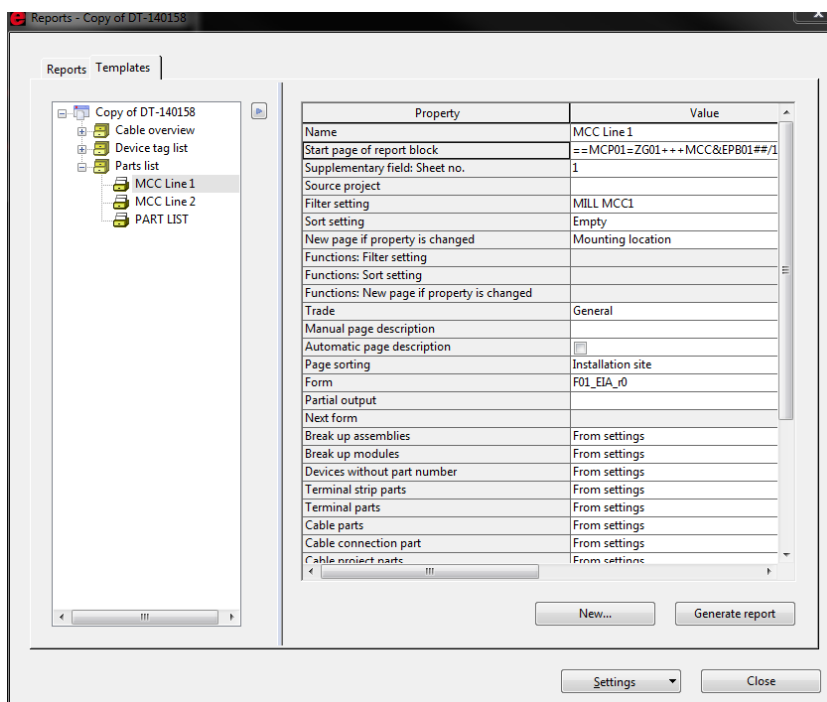 Reports - Copy of DT-140158
Reports Templates
Copy of DT-140158
Cable overview
Device tag list
Parts list
MCC Line 1
MCC Line 2
PART LIST
Property Value
Name MCC Line 1
Start page of report block ==MCP01=ZG01+++MCC&EPB01##/1
Supplementary field: Sheet no. 1
Source project
Filter setting MILL MCC1
Sort setting Empty
New page if property is changed Mounting location
Functions: Filter setting
Functions: Sort setting
Functions: New page if property is changed
Trade General
Manual page description
Automatic page description
Page sorting Installation site
Form F01_EIA_r0
Partial output
Next form
Break up assemblies From settings
Break up modules From settings
Devices without part number From settings
Terminal strip parts From settings
Terminal parts From settings
Cable parts From settings
Cable connection part From settings
Cable project parts From settings
New... Generate report
Settings Close